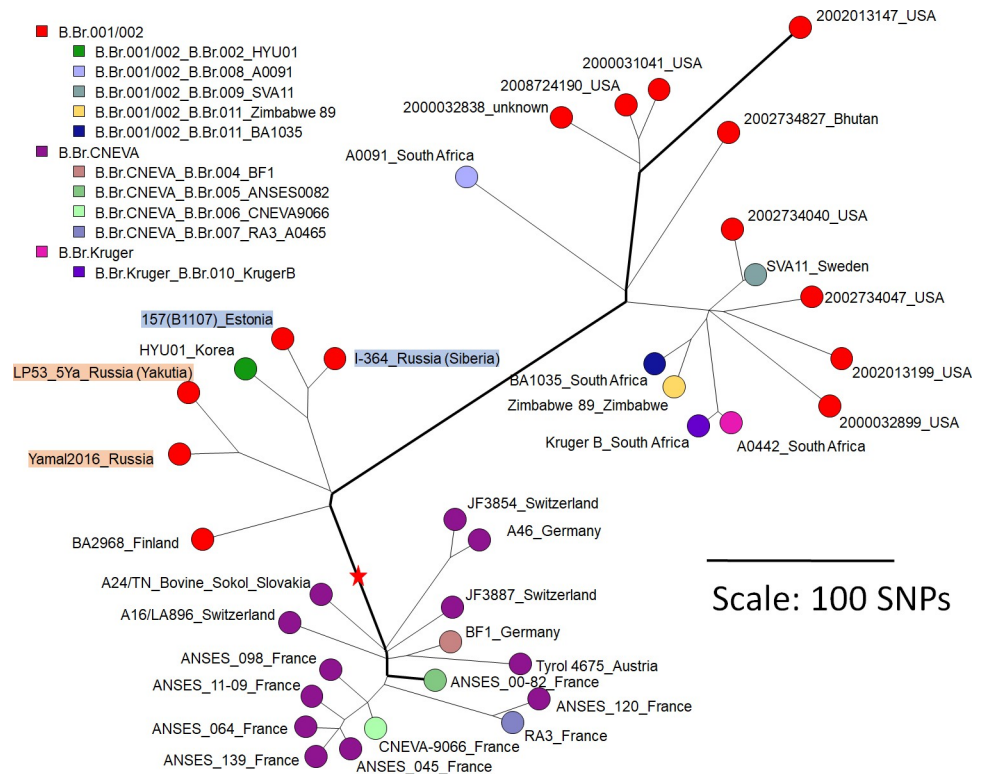 B.Br.001/002
B.Br.001/002_B.Br.002_HYU01
B.Br.001/002_B.Br.008_A0091
B.Br.001/002_B.Br.009_SVA11
B.Br.001/002_B.Br.011_Zimbabwe 89
B.Br.001/002_B.Br.011_BA1035
B.Br.CNEVA
B.Br.CNEVA_B.Br.004_BF1
B.Br.CNEVA_B.Br.005_ANSES0082
B.Br.CNEVA_B.Br.006_CNEVA9066
B.Br.CNEVA_B.Br.007_RA3_A0465
B.Br.Kruger
B.Br.Kruger_B.Br.010_KrugerB
2002013147_USA
2000031041_USA
2008724190_USA
2000032838_unknown
2002734827_Bhutan
A0091_South Africa
2002734040_USA
SVA11_Sweden
2002734047_USA
2002013199_USA
2000032899_USA
BA1035_South Africa
Zimbabwe 89_Zimbabwe
Kruger B_South Africa
A0442_South Africa
157(B1107)_Estonia
HYU01_Korea
I-364_Russia (Siberia)
LP53_5Ya_Russia (Yakutia)
Yamal2016_Russia
BA2968_Finland
JF3854_Switzerland
A46_Germany
A24/TN_Bovine_Sokol_Slovakia
A16/LA896_Switzerland
JF3887_Switzerland
BF1_Germany
Tyrol 4675_Austria
ANSES_00-82_France
ANSES_098_France
ANSES_11-09_France
ANSES_120_France
ANSES_064_France
RA3_France
CNEVA-9066_France
ANSES_139_France
ANSES_045_France
Scale: 100 SNPs